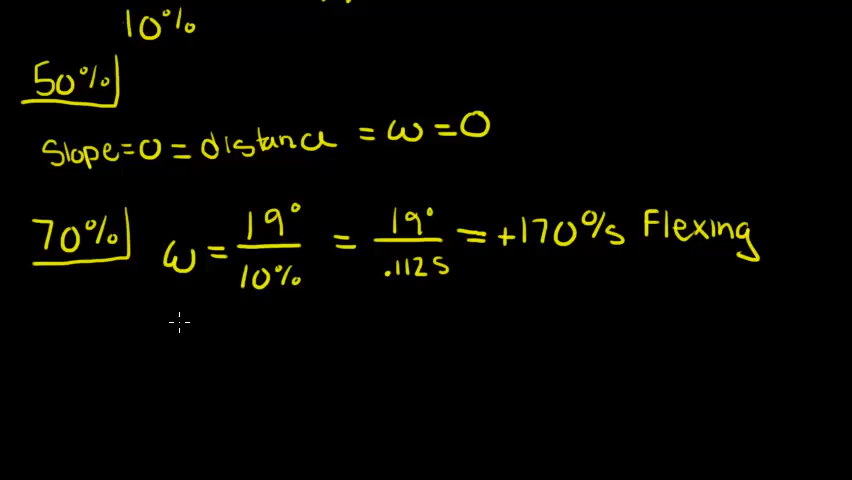 10%
50%
Slope=0 = distance = ω = 0
70% ω = 19° / 10% = 19° / .112s = +170°/s Flexing